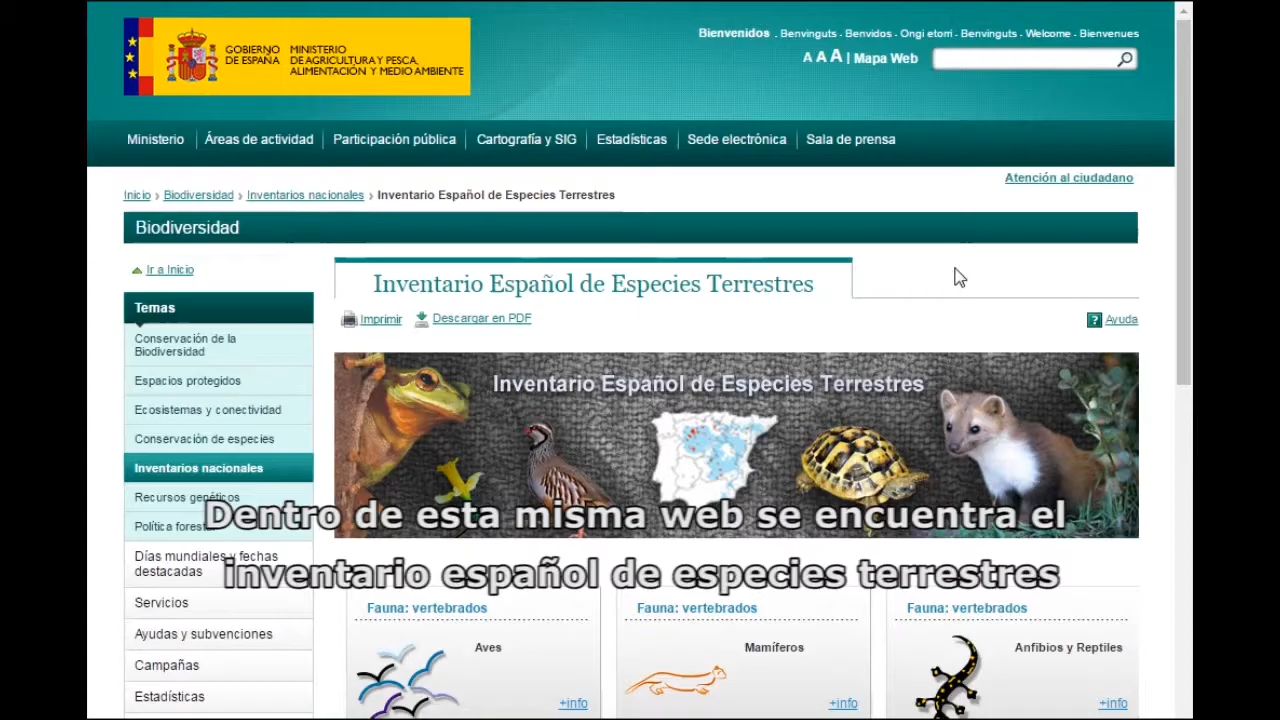 GOBIERNO
DE ESPAÑA
MINISTERIO
DE AGRICULTURA Y PESCA,
ALIMENTACIÓN Y MEDIO AMBIENTE
Bienvenidos . Benvinguts - Benvidos - Ongi etorri - Benvinguts - Welcome - Bienvenues
A A A | Mapa Web
Ministerio
Áreas de actividad
Participación pública
Cartografía y SIG
Estadísticas
Sede electrónica
Sala de prensa
Atención al ciudadano
Inicio › Biodiversidad › Inventarios nacionales › Inventario Español de Especies Terrestres
Biodiversidad
Ir a Inicio
Temas
Conservación de la
Biodiversidad
Espacios protegidos
Ecosistemas y conectividad
Conservación de especies
Inventarios nacionales
Recursos genéticos
Política forest
Días mundiales y fechas
destacadas
Servicios
Ayudas y subvenciones
Campañas
Estadísticas
Inventario Español de Especies Terrestres
Imprimir
Descargar en PDF
? Ayuda
Inventario Español de Especies Terrestres
Dentro de esta misma web se encuentra el
inventario español de especies terrestres
Fauna: vertebrados
Aves
+info
Fauna: vertebrados
Mamíferos
+info
Fauna: vertebrados
Anfibios y Reptiles
+info